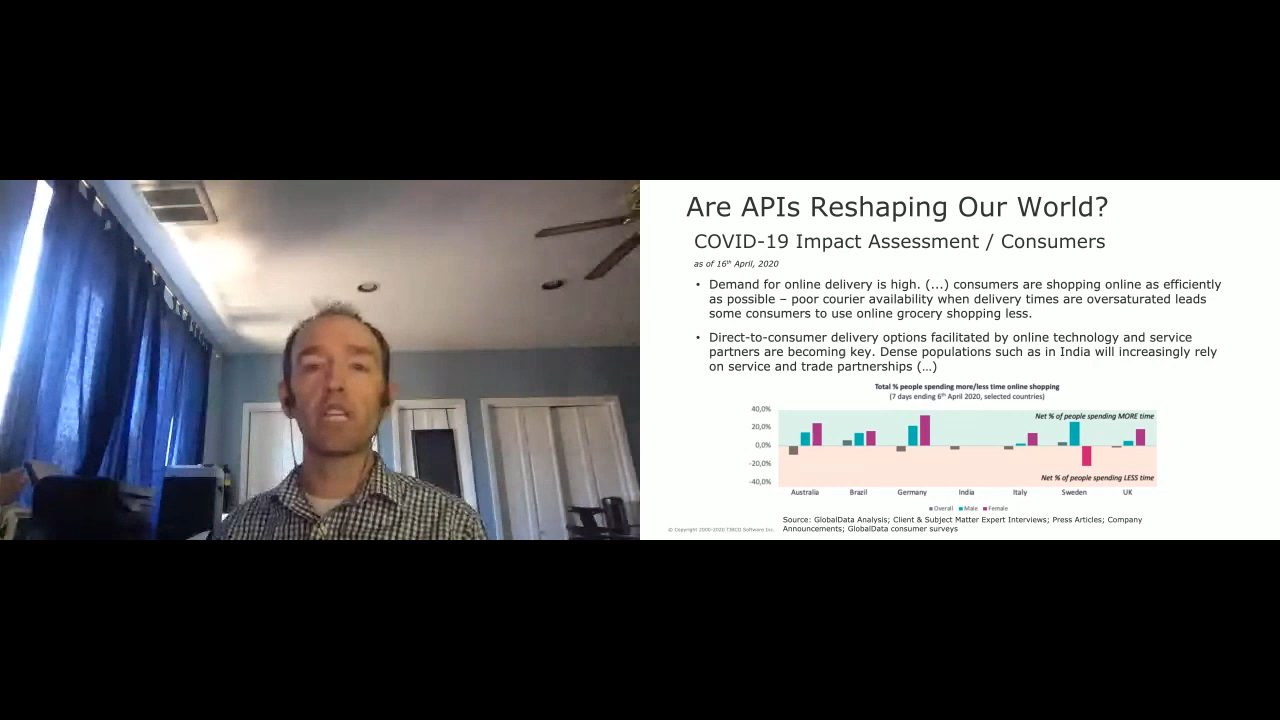 Are APIs Reshaping Our World?
COVID-19 Impact Assessment / Consumers
as of 16th April, 2020
• Demand for online delivery is high. (...) consumers are shopping online as efficiently
as possible – poor courier availability when delivery times are oversaturated leads
some consumers to use online grocery shopping less.
• Direct-to-consumer delivery options facilitated by online technology and service
partners are becoming key. Dense populations such as in India will increasingly rely
on service and trade partnerships (…)
Total % people spending more/less time online shopping
(7 days ending 6th April 2020, selected countries)
40,0%
Net % of people spending MORE time
20,0%
0,0%
-20,0%
Net % of people spending LESS time
-40,0%
Australia Brazil Germany India Italy Sweden UK
Overall Male Female
Source: GlobalData Analysis; Client & Subject Matter Expert Interviews; Press Articles; Company
Announcements; GlobalData consumer surveys
© Copyright 2000-2020 TIBCO Software Inc.